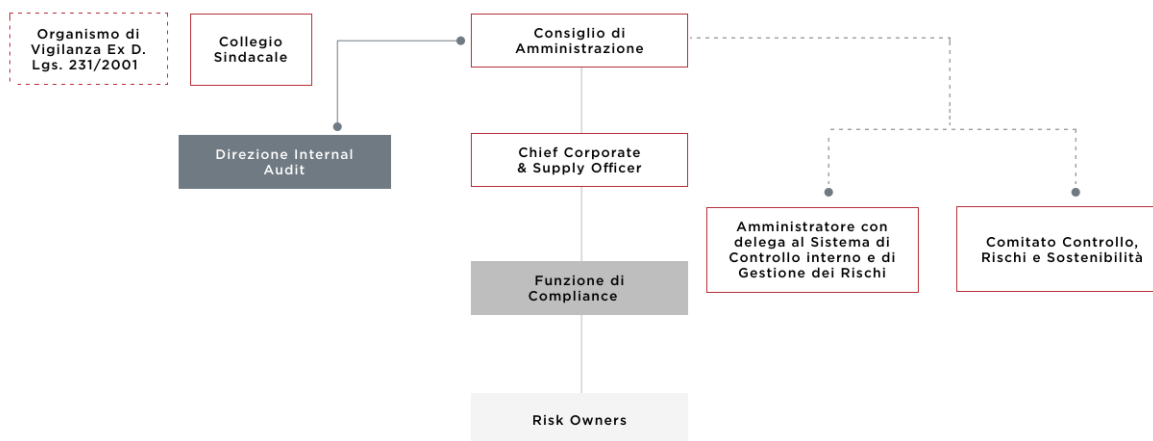 Organismo di
Vigilanza Ex D.
Lgs. 231/2001
Collegio
Sindacale
Consiglio di
Amministrazione
Direzione Internal
Audit
Chief Corporate
& Supply Officer
Amministratore con
delega al Sistema di
Controllo interno e di
Gestione dei Rischi
Comitato Controllo,
Rischi e Sostenibilità
Funzione di
Compliance
Risk Owners